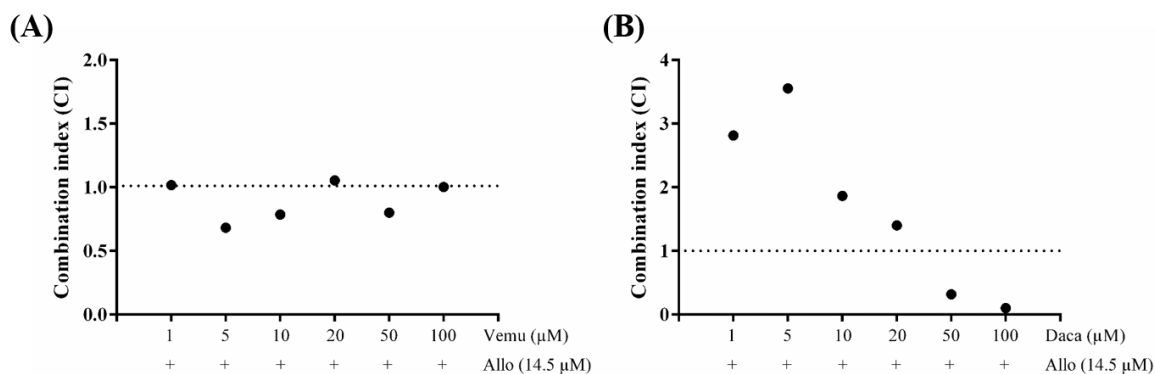 (A)
Combination index (CI)
2.0
1.5
1.0
0.5
0.0
1 5 10 20 50 100 Vemu (µM)
+ + + + + + Allo (14.5 µM)
(B)
Combination index (CI)
4
3
2
1
0
1 5 10 20 50 100 Daca (µM)
+ + + + + + Allo (14.5 µM)